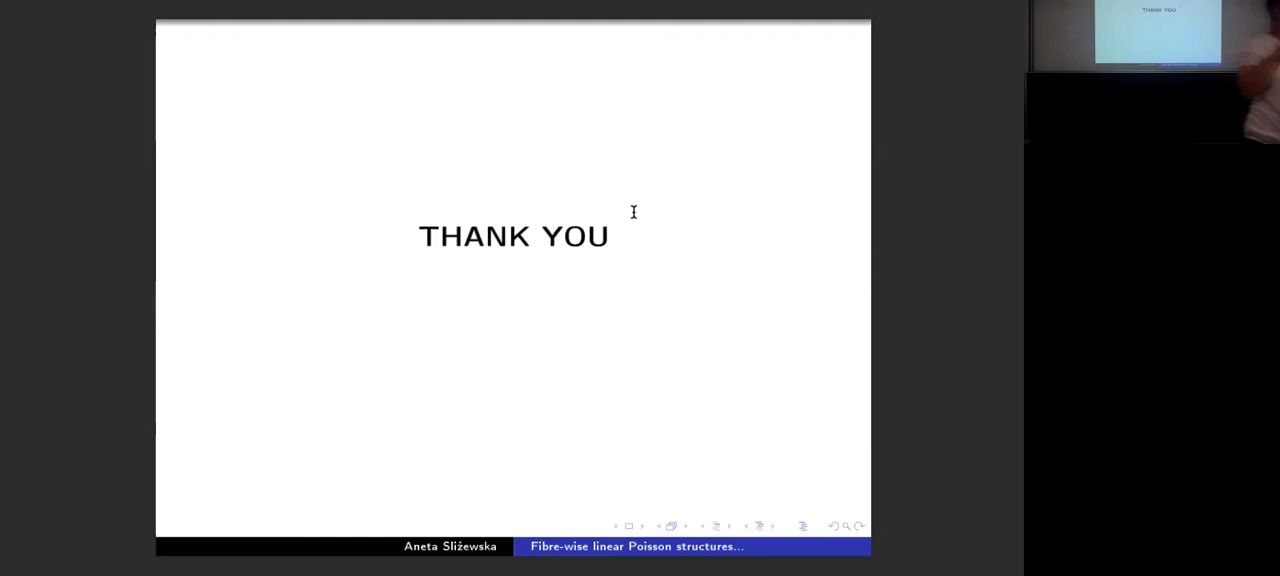 THANK YOU
Aneta Sliżewska
Fibre-wise linear Poisson structures...
THANK YOU